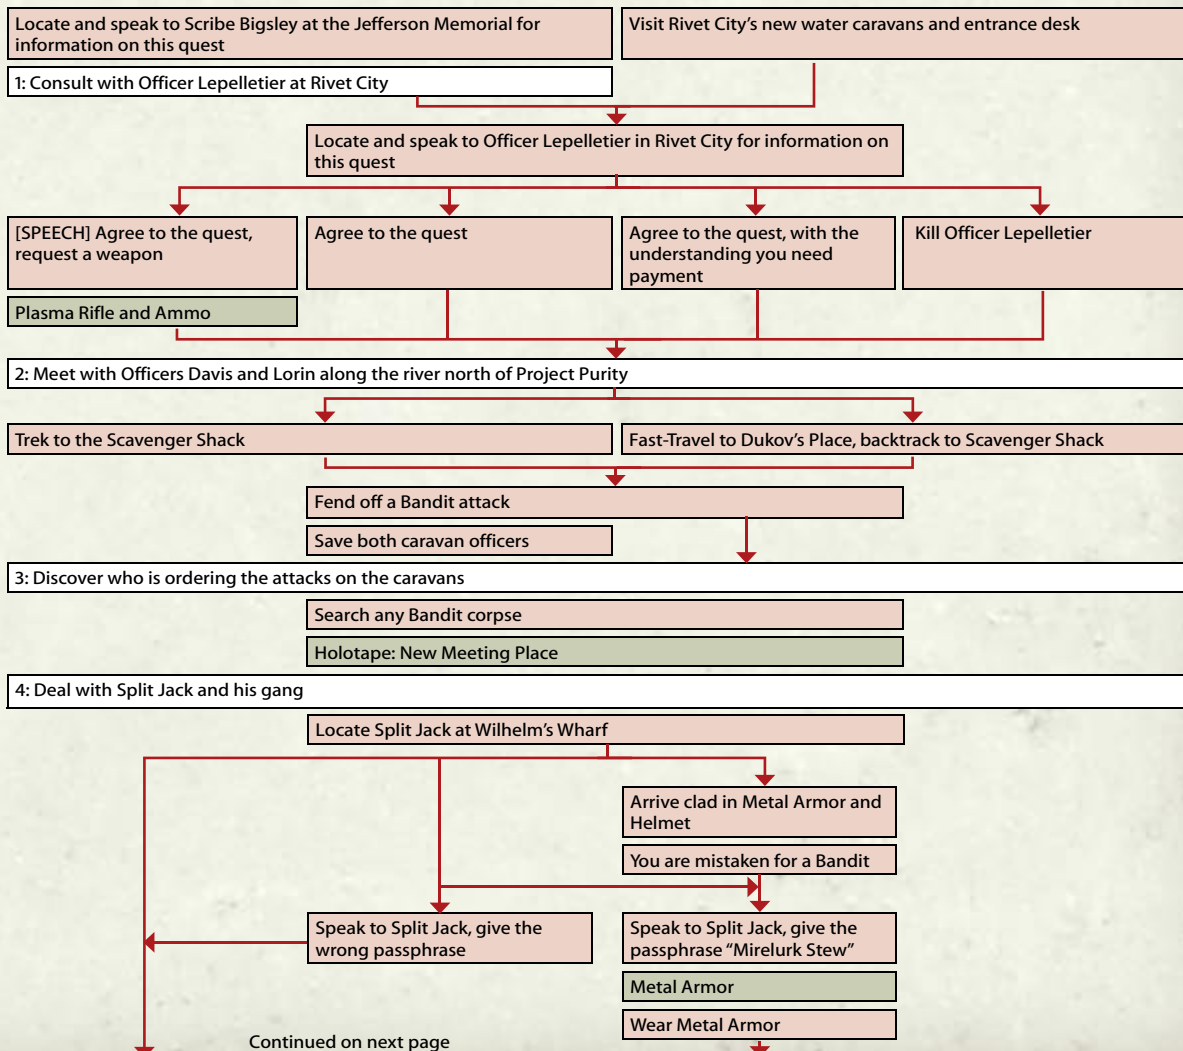 Locate and speak to Scribe Bigsley at the Jefferson Memorial for
information on this quest
Visit Rivet City's new water caravans and entrance desk
1: Consult with Officer Lepelletier at Rivet City
Locate and speak to Officer Lepelletier in Rivet City for information on
this quest
[SPEECH] Agree to the quest,
request a weapon
Agree to the quest
Agree to the quest, with the
understanding you need
payment
Kill Officer Lepelletier
Plasma Rifle and Ammo
2: Meet with Officers Davis and Lorin along the river north of Project Purity
Trek to the Scavenger Shack
Fast-Travel to Dukov's Place, backtrack to Scavenger Shack
Fend off a Bandit attack
Save both caravan officers
3: Discover who is ordering the attacks on the caravans
Search any Bandit corpse
Holotape: New Meeting Place
4: Deal with Split Jack and his gang
Locate Split Jack at Wilhelm's Wharf
Arrive clad in Metal Armor and
Helmet
You are mistaken for a Bandit
Speak to Split Jack, give the
wrong passphrase
Speak to Split Jack, give the
passphrase "Mirelurk Stew"
Metal Armor
Wear Metal Armor
Continued on next page